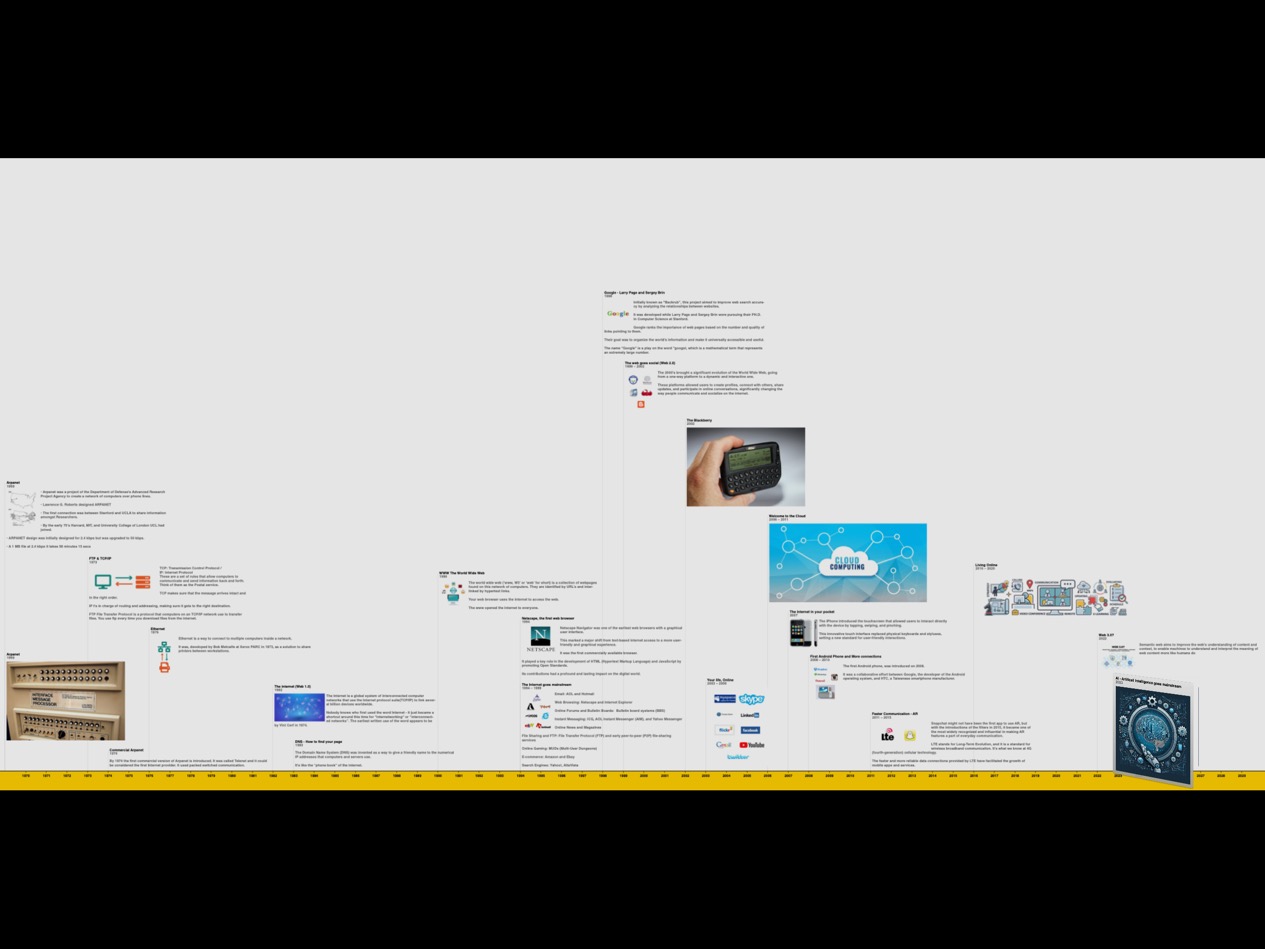 Google - Larry Page and Sergey Brin
1998
Initially known as "Backrub", this project aimed to improve web search accura
cy by analyzing the relationships between websites.
It was developed while Larry Page and Sergey Brin were pursuing their PH.D.
in Computer Science at Stanford.
Google ranks the importance of web pages based on the number and quality of
links pointing to them.
Their goal was to organize the world's information and make it universally accessible and useful.
The name "Google" is a play on the word "googol, which is a mathematical term that represents
an extremely large number.
Google
The web goes social (Web 2.0)
The 2000's brought a significant evolution of the World Wide Web, going
from a one-way platform to a dynamic and interactive one.
These platforms allowed users to create profiles, connect with others, share
updates, and participate in online conversations, significantly changing the
way people communicate and socialize on the internet.
The Blackberry
2002
Arpanet
1969
· Arpanet was a project of the Department of Defense's Advanced Research
Project Agency to create a network of computers over phone lines.
· Lawrence G. Roberts designed ARPANET
· The first connection was between Stanford and UCLA to share information
amongst Researchers.
· By the early 70's Harvard, MIT, and University College of London UCL had
joined.
· ARPANET design was initially designed for 2.4 kbps but was upgraded to 50 kbps.
Welcome to the Cloud
2006 - 2011
CLOUD
COMPUTING
FTP & TCP/IP
1973
TCP: Transmission Control Protocol /
IP: Internet Protocol
These are a set of rules that allow computers to
communicate and send information back and forth.
Think of them as the Postal service.
TCP makes sure that the message arrives intact and
in the right order.
IP it's in charge of routing and addressing, making sure it gets to the right destination.
FTP: File Transfer Protocol is a protocol that computers on an TCP/IP network use to transfer
files. You use ftp every time you download files from the internet.
WWW The World Wide Web
The world wide web ('www, W3' or 'web' for short) is a collection of webpages
found on this network of computers. They are identified by URLs and inter-
linked by hypertext links.
Your web browser uses the internet to access the web.
The www opened the internet to everyone.
Living Online
2015 - 2020
The Internet in your pocket
2007
The iPhone introduced the touchscreen that allowed users to interact directly
with the device by tapping, swiping, and pinching.
This innovative touch interface replaced physical keyboards and styluses,
setting a new standard for user-friendly interactions.
Netscape, the first web browser
Netscape Navigator was one of the earliest web browsers with a graphical
user interface.
This marked a major shift from text-based internet access to a more user-
friendly and graphical experience.
It was the first commercially available browser.
NETSCAPE
It played a key role in the development of HTML (Hypertext Markup Language) and JavaScript by
promoting Open Standards.
Its contributions had a profound and lasting impact on the digital world.
Ethernet
Ethernet is a way to connect to multiple computers inside a network.
It was, developed by Bob Metcalfe at Xerox PARC in 1973, as a solution to share
printers between workstations.
Web 3.0?
Semantic web aims to improve the web's understanding of content and
context, to enable machines to understand and interpret the meaning of
web content more like humans do
Arpanet
INTERFACE
MESSAGE
PROCESSOR
First Android Phone and More connections
2008 - 2010
The first Android phone, was introduced on 2008.
It was a collaborative effort between Google, the developer of the Android
operating system, and HTC, a Taiwanese smartphone manufacturer.
AI - Artificial Intelligence goes mainstream
The Internet (Web 1.0)
The internet is a global system of interconnected computer
networks that use the internet protocol suite(TCP/IP) to link sever
al billion devices worldwide.
Nobody knows who first used the word Internet - it just became a
shortcut around this time for "internetworking" or "interconnect-
ed networks". The earliest written use of the word appears to be
by Vint Cerf in 1974.
The Internet goes mainstream
Email: AOL and Hotmail
Web Browsing: Netscape and Internet Explorer
Online Forums and Bulletin Boards: Bulletin board systems (BBS)
Instant Messaging: ICQ, AOL Instant Messenger (AIM), and Yahoo Messenger
Online News and Magazines
File Sharing and FTP: File Transfer Protocol (FTP) and early peer-to-peer (P2P) file-sharing
services.
Online Gaming: MUDs (Multi-User Dungeons)
E-commerce: Amazon and Ebay
Search Engines: Yahoo!, AltaVista
Your life, Online
2003 - 2006
skype
LinkedIn
flickr
facebook
Gmail
YouTube
twitter
Faster Communication - AR
2011 - 2015
lte
Snapchat might not have been the first app to use AR, but
with the introductions of the filters in 2015, it became one of
the most widely recognized and influential in making AR
features a part of everyday communication.
LTE stands for Long Term Evolution, and it is a standard for
wireless broadband communication. It's what we know as 4G
(fourth-generation) cellular technology.
The faster and more reliable data connections provided by LTE have facilitated the growth of
mobile apps and services.
DNS - How to find your page
The Domain Name System (DNS) was invented as a way to give a friendly name to the numerical
IP addresses that computers and servers use.
It's like the "phone book" of the internet.
Commercial Arpanet
By 1974 the first commercial version of Arpanet is introduced. It was called Telenet and it could
be considered the first Internet provider. It used packet switched communication.
1970 1971 1972 1973 1974 1975 1976 1977 1978 1979 1980 1981 1982 1983 1984 1985 1986 1987 1988 1989 1990 1991 1992 1993 1994 1995 1996 1997 1998 1999 2000 2001 2002 2003 2004 2005 2006 2007 2008 2009 2010 2011 2012 2013 2014 2015 2016 2017 2018 2019 2020 2021 2022 2027 2028 2029